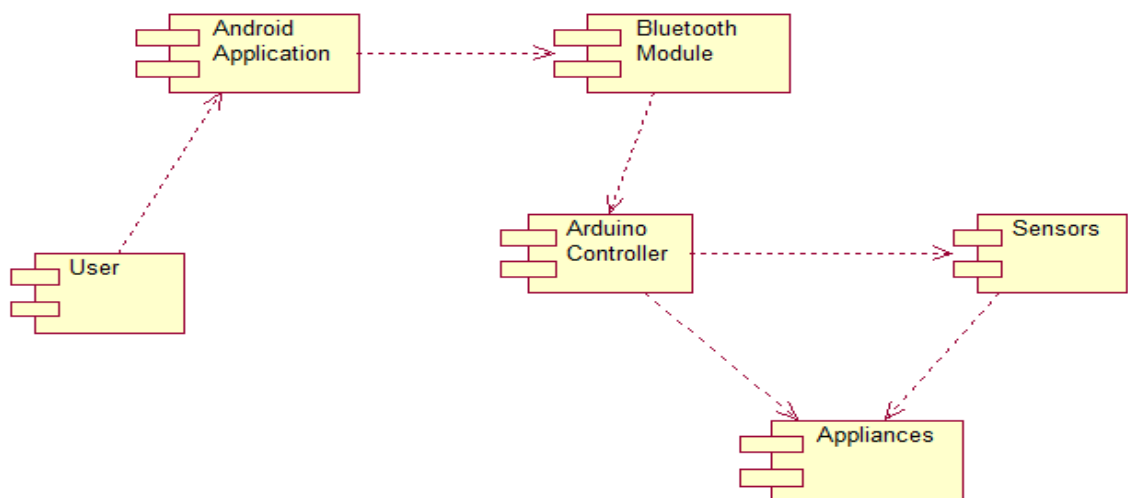 Android
Application
Bluetooth
Module
Arduino
Controller
Sensors
User
Appliances